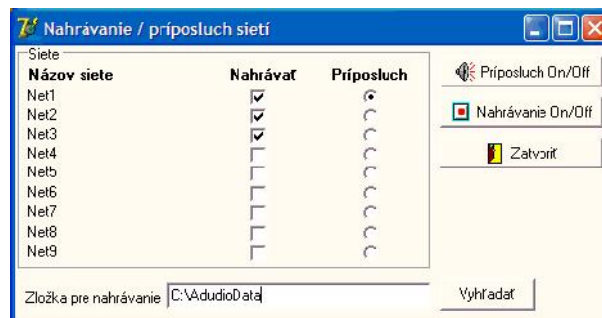 Nahrávanie / príposluch sietí
Siete
Názov siete Nahrávať Príposluch
Net1
Net2
Net3
Net4
Net5
Net6
Net7
Net8
Net9
Príposluch On/Off
Nahrávanie On/Off
Zatvoriť
Zložka pre nahrávanie C:\AdudioData
Vyhľadať